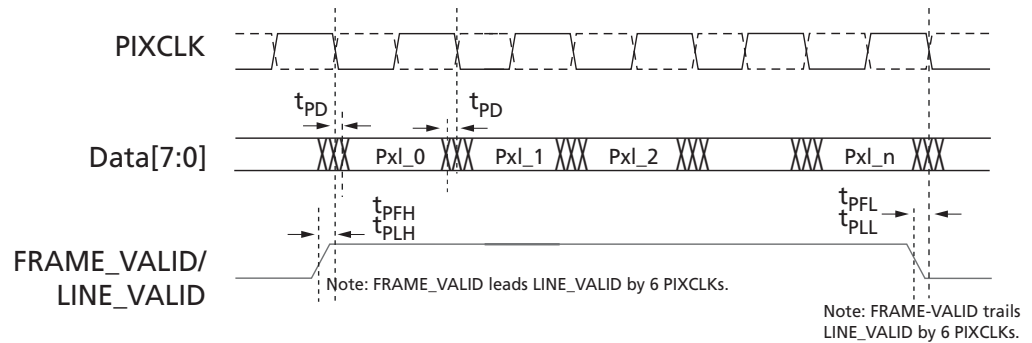 PIXCLK
tPD tPD
Data[7:0] Pxl_0 Pxl_1 Pxl_2 Pxl_n
tPFH
tPLH
tPFL
tPLL
FRAME_VALID/
LINE_VALID
Note: FRAME_VALID leads LINE_VALID by 6 PIXCLKs.
Note: FRAME-VALID trails
LINE_VALID by 6 PIXCLKs.